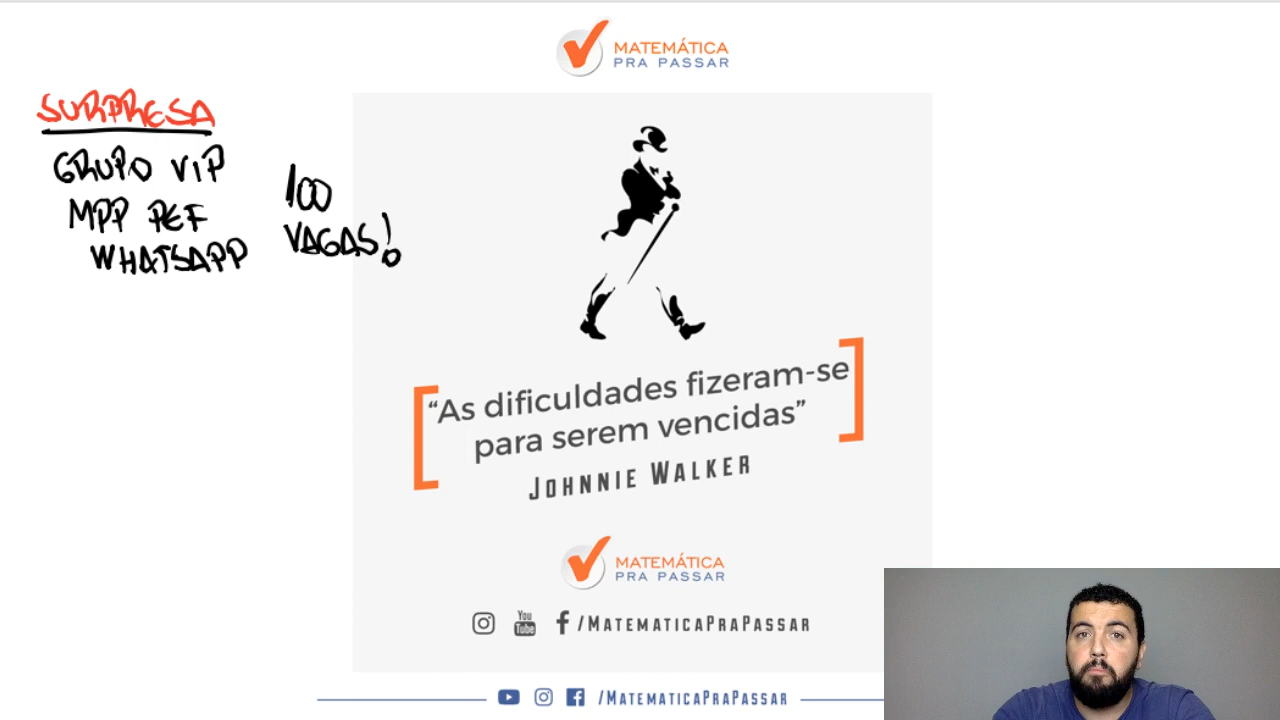 MATEMÁTICA
PRA PASSAR
SURPRESA
GRUPO VIP
MPP PEF
WHATSAPP
100
VAGAS!
“As dificuldades fizeram-se
para serem vencidas”
JOHNNIE WALKER
MATEMÁTICA
PRA PASSAR
You Tube /MATEMATICAPRAPASSAR
/MATEMATICAPRAPASSAR